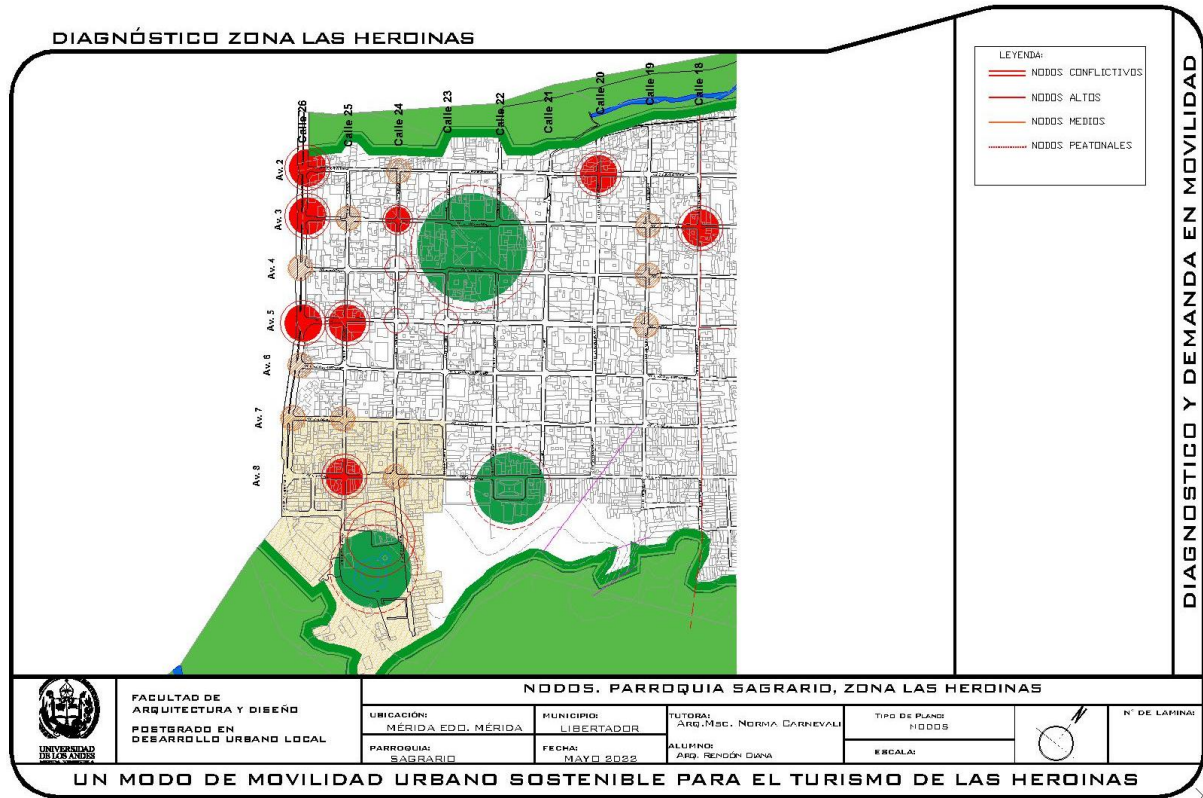 DIAGNÓSTICO ZONA LAS HEROINAS
LEYENDA:
NODOS CONFLICTIVOS
NODOS ALTOS
NODOS MEDIOS
NODOS PEATONALES
Calle 26
Calle 25
Calle 24
Calle 23
Calle 22
Calle 21
Calle 20
Calle 19
Calle 18
Av. 2
Av. 3
Av. 4
Av. 5
Av. 6
Av. 7
Av. 8
DIAGNOSTICO Y DEMANDA EN MOVILIDAD
UNIVERSIDAD
DE LOS ANDES
FACULTAD DE
ARQUITECTURA Y DISEÑO
POSTGRADO EN
DESARROLLO URBANO LOCAL
NODOS. PARROQUIA SAGRARIO, ZONA LAS HEROINAS
UBICACIÓN:
MÉRIDA EDO. MÉRIDA
MUNICIPIO:
LIBERTADOR
TUTORA:
ARQ.MSC. NORMA CARNEVALI
TIPO DE PLANO:
NODOS
N° DE LAMINA:
PARROQUIA:
SAGRARIO
FECHA:
MAYO 2022
ALUMNO:
ARQ. RENDÓN DIANA
ESCALA:
N
UN MODO DE MOVILIDAD URBANO SOSTENIBLE PARA EL TURISMO DE LAS HEROINAS